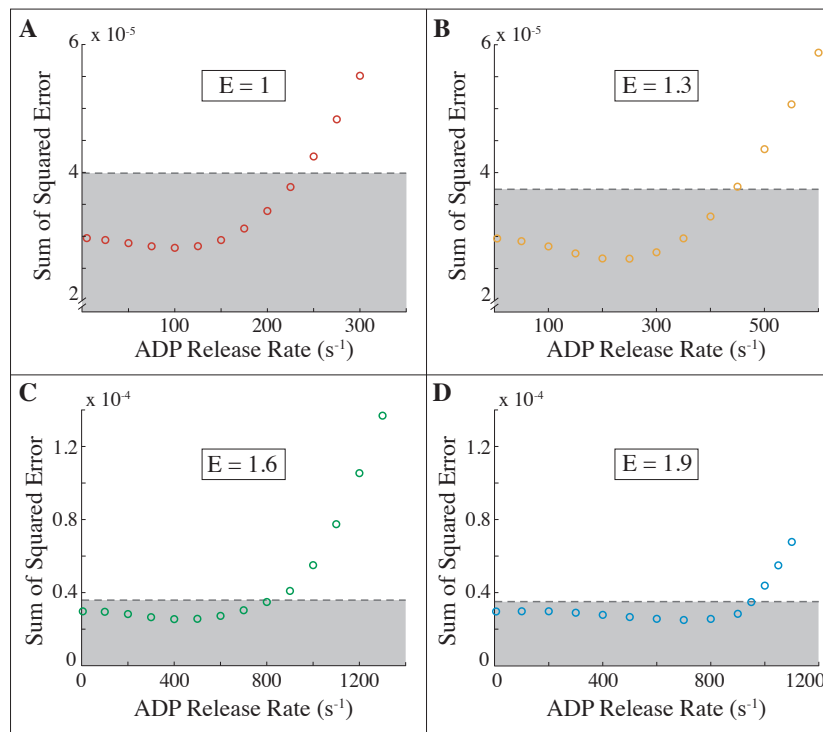 A
x 10⁻⁵
6
4
2
E = 1
Sum of Squared Error
100
200
300
ADP Release Rate (s⁻¹)
B
x 10⁻⁵
6
4
2
E = 1.3
Sum of Squared Error
100
300
500
ADP Release Rate (s⁻¹)
C
x 10⁻⁴
1.2
0.8
0.4
0
E = 1.6
Sum of Squared Error
0
400
800
1200
ADP Release Rate (s⁻¹)
D
x 10⁻⁴
1.2
0.8
0.4
0
E = 1.9
Sum of Squared Error
0
400
800
1200
ADP Release Rate (s⁻¹)